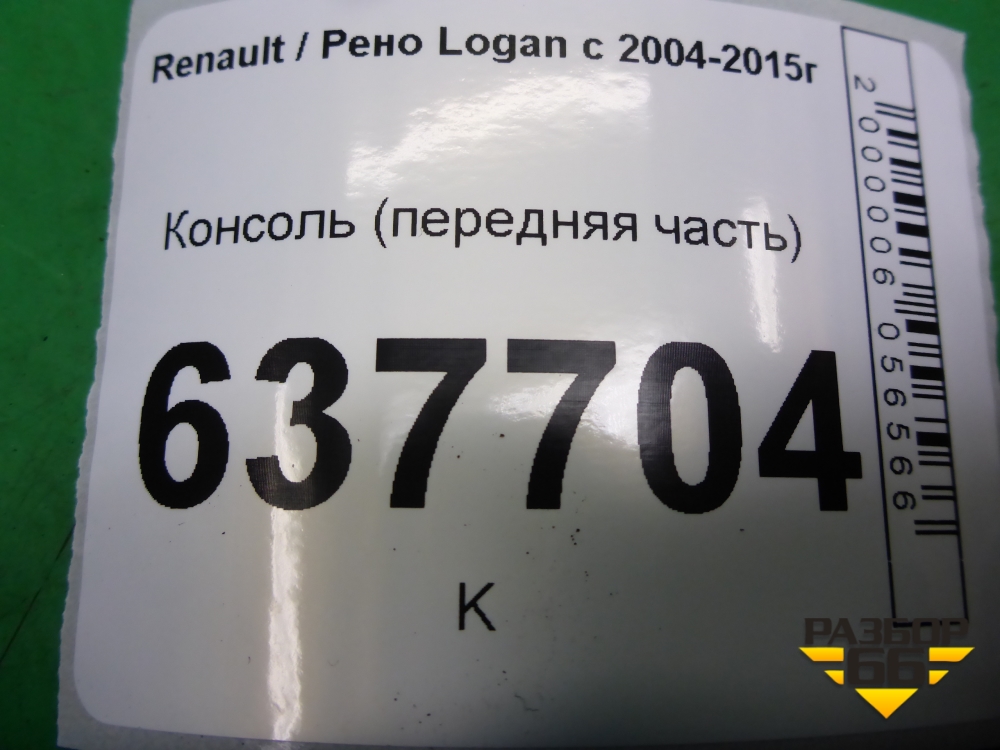 Renault / Рено Logan с 2004-2015г
Консоль (передняя часть)
637704
К
2000006056566
РАЗБОР
66